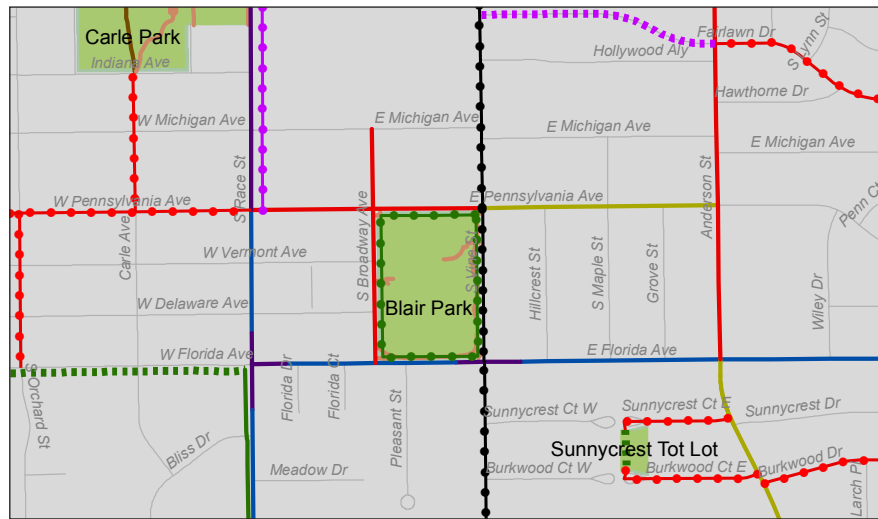 Carle Park
Fairlawn Dr
S Lynn St
Hollywood Aly
Indiana Ave
Hawthorne Dr
W Michigan Ave
E Michigan Ave
E Michigan Ave
E Michigan Ave
S Race St
Anderson St
W Pennsylvania Ave
E Pennsylvania Ave
Penn Ct
Carle Ave
S Broadway Ave
S Vine St
W Vermont Ave
Hillcrest St
S Maple St
Grove St
Wiley Dr
W Delaware Ave
Blair Park
W Florida Ave
E Florida Ave
S Orchard St
Florida Dr
Florida Ct
Pleasant St
Sunnycrest Ct W
Sunnycrest Ct E
Sunnycrest Dr
Bliss Dr
Sunnycrest Tot Lot
Meadow Dr
Burkwood Ct W
Burkwood Ct E
Burkwood Dr
Larch Pl